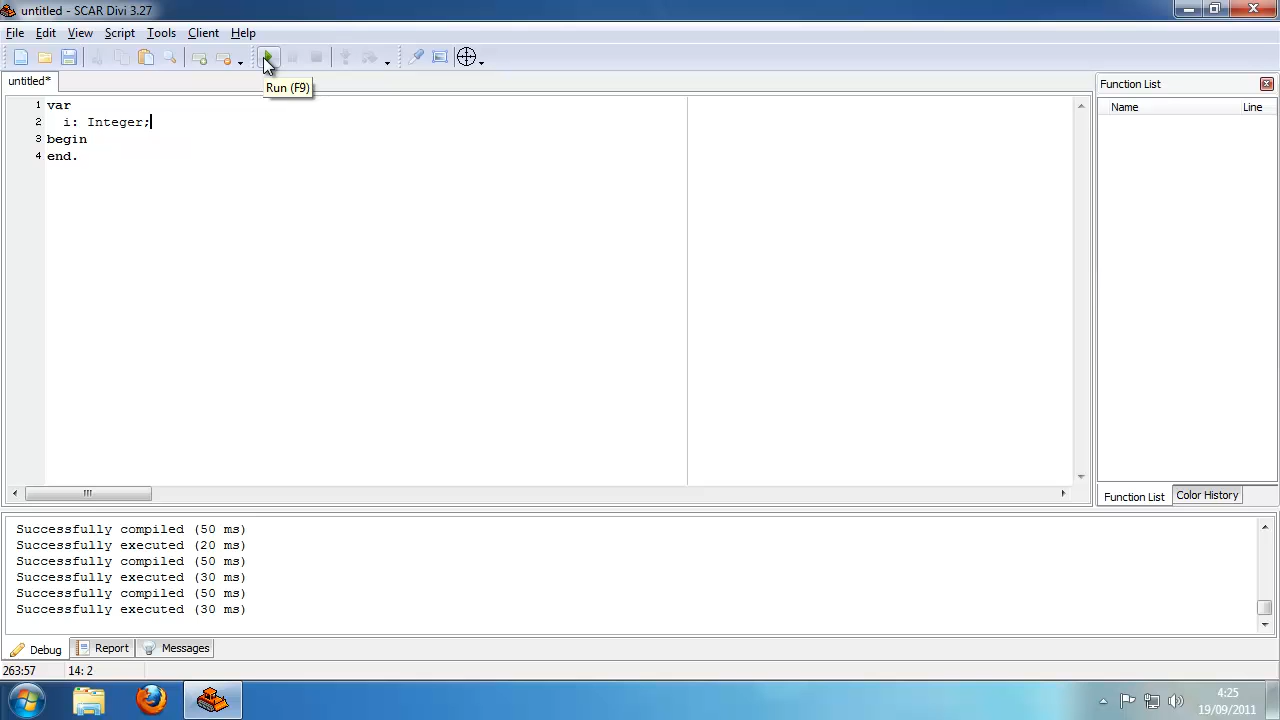 untitled - SCAR Divi 3.27
File Edit View Script Tools Client Help
Run (F9)
untitled*
Function List
Name Line
1 var
2 i: Integer;
3 begin
4 end.
Function List Color History
Successfully compiled (50 ms)
Successfully executed (20 ms)
Successfully compiled (50 ms)
Successfully executed (30 ms)
Successfully compiled (50 ms)
Successfully executed (30 ms)
Debug Report Messages
263:57 14: 2
4:25
19/09/2011